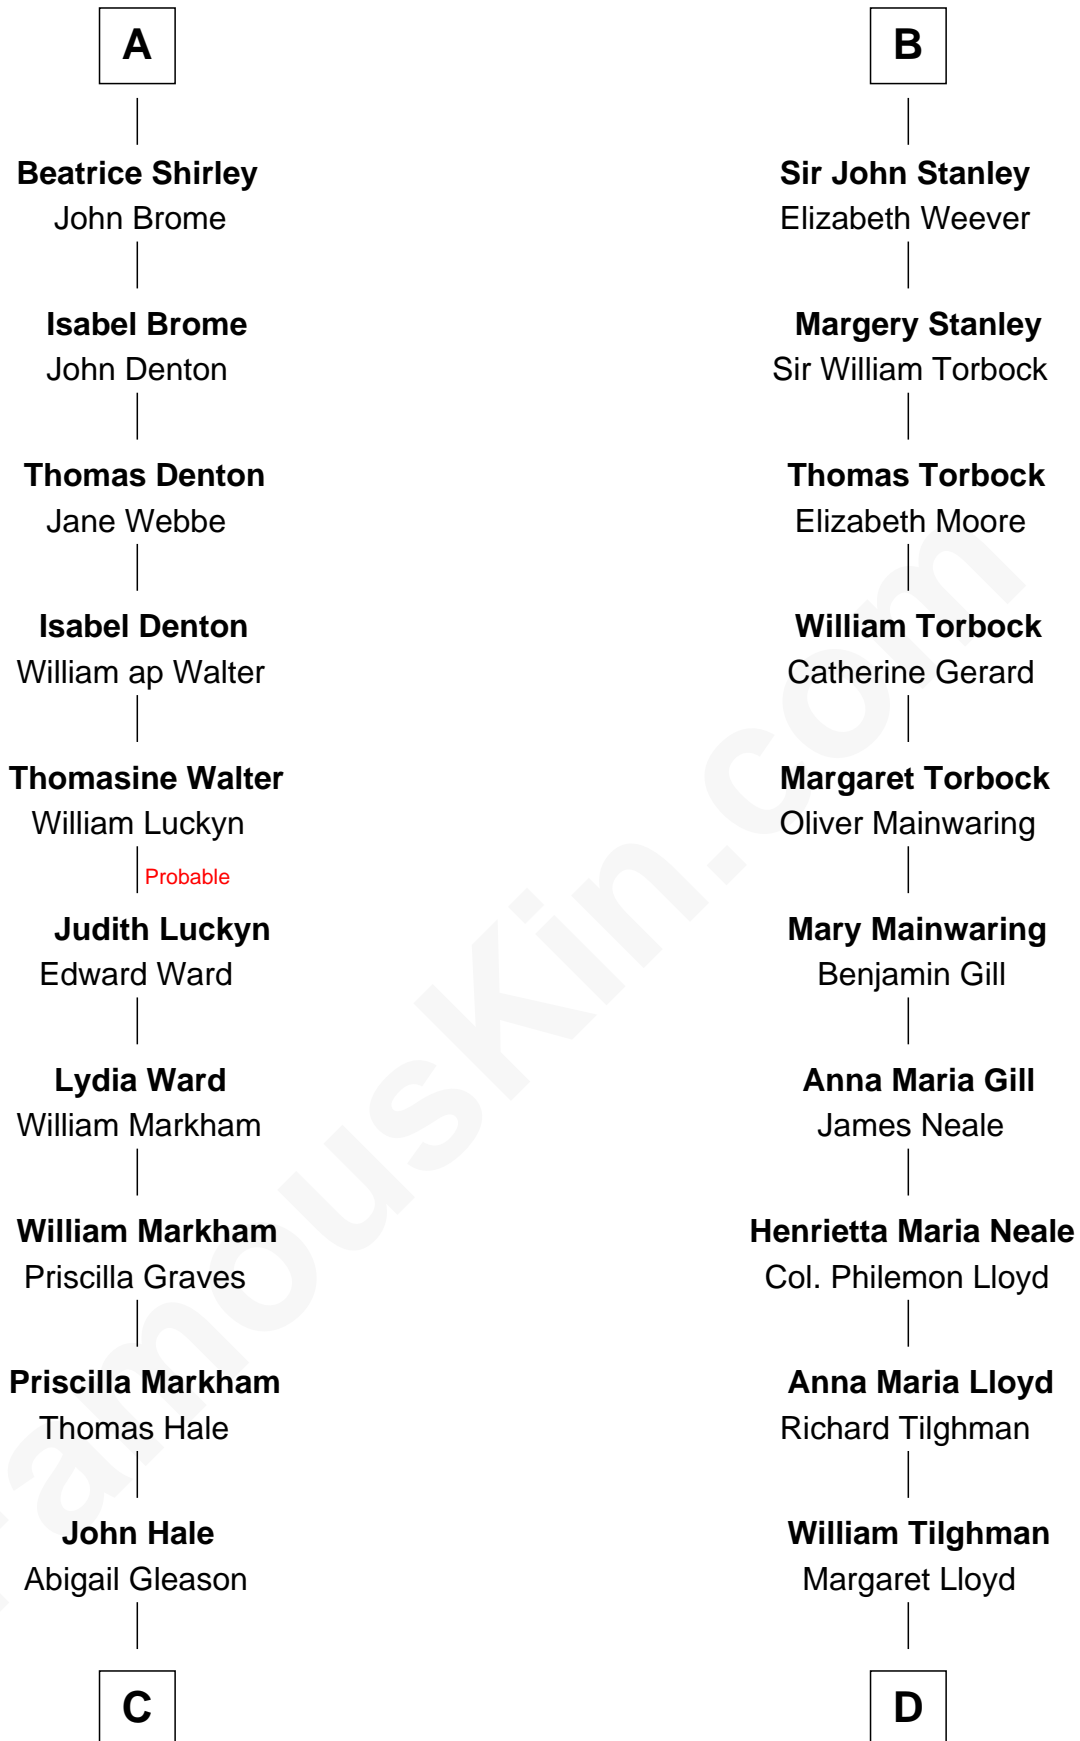 A
Beatrice Shirley
John Brome
Isabel Brome
John Denton
Thomas Denton
Jane Webbe
Isabel Denton
William ap Walter
Thomasine Walter
William Luckyn
Probable
Judith Luckyn
Edward Ward
Lydia Ward
William Markham
William Markham
Priscilla Graves
Priscilla Markham
Thomas Hale
John Hale
Abigail Gleason
C
B
Sir John Stanley
Elizabeth Weever
Margery Stanley
Sir William Torbock
Thomas Torbock
Elizabeth Moore
William Torbock
Catherine Gerard
Margaret Torbock
Oliver Mainwaring
Mary Mainwaring
Benjamin Gill
Anna Maria Gill
James Neale
Henrietta Maria Neale
Col. Philemon Lloyd
Anna Maria Lloyd
Richard Tilghman
William Tilghman
Margaret Lloyd
D
FamousKin.com